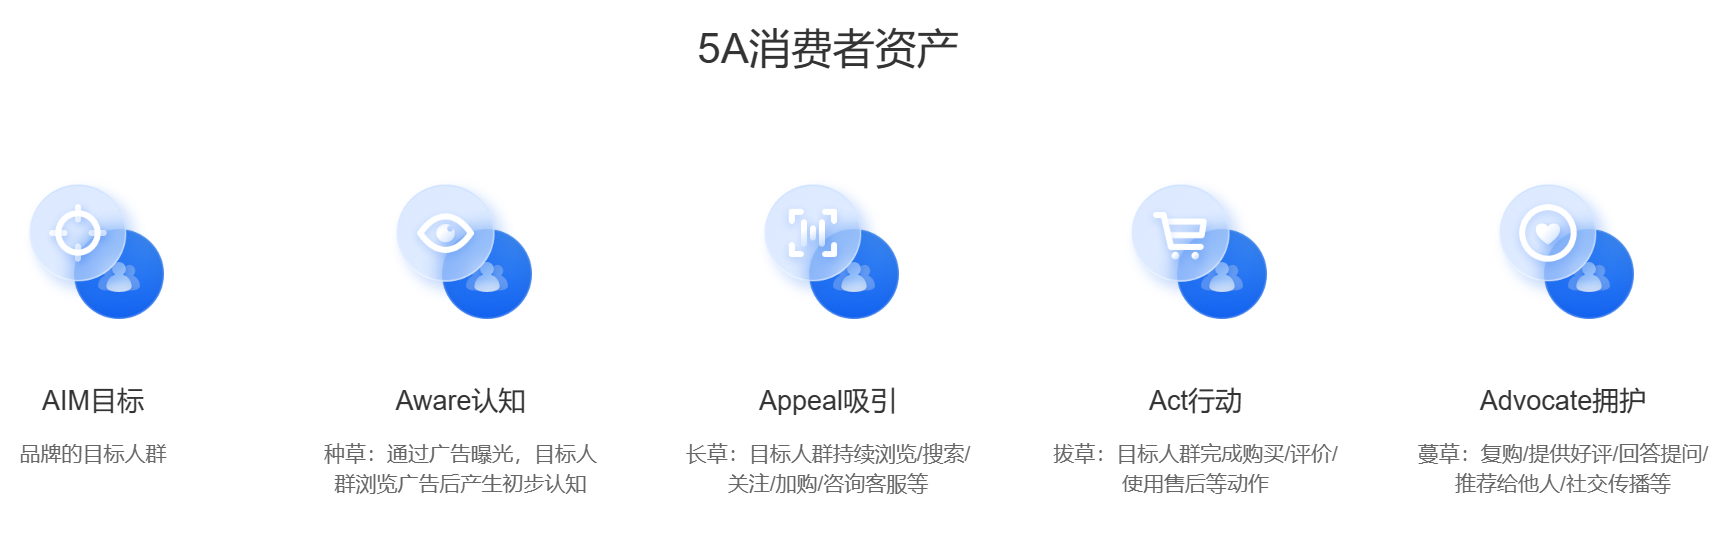 5A消费者资产
AIM目标
品牌的目标人群
Aware认知
种草：通过广告曝光，目标人
群浏览广告后产生初步认知
Appeal吸引
长草：目标人群持续浏览/搜索/
关注/加购/咨询客服等
Act行动
拔草：目标人群完成购买/评价/
使用售后等动作
Advocate拥护
蔓草：复购/提供好评/回答提问/
推荐给他人/社交传播等